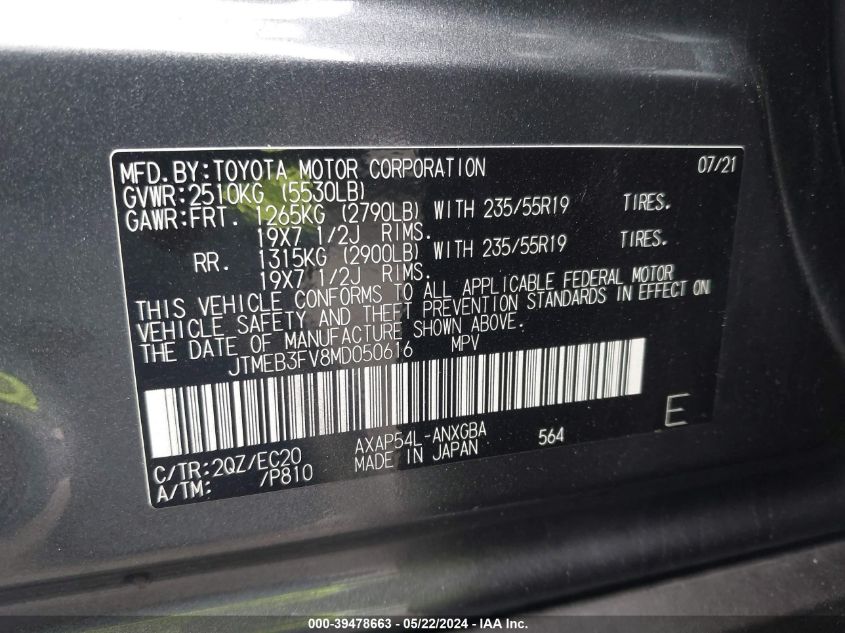 MFD.BY:TOYOTA MOTOR CORPORATION 07/21
GVWR:2510KG (5530LB)
GAWR:FRT. 1265KG (2790LB) WITH 235/55R19 TIRES.
19X7 1/2J RIMS.
RR. 1315KG (2900LB) WITH 235/55R19 TIRES.
19X7 1/2J RIMS.
THIS VEHICLE CONFORMS TO ALL APPLICABLE FEDERAL MOTOR
VEHICLE SAFETY AND THEFT PREVENTION STANDARDS IN EFFECT ON
THE DATE OF MANUFACTURE SHOWN ABOVE.
JTMEB3FV8MD050616 MPV
C/TR:2QZ/EC20 AXAP54L-ANXGBA 564 E
A/TM: /P810 MADE IN JAPAN
000-39478663 - 05/22/2024 - IAA, Inc.